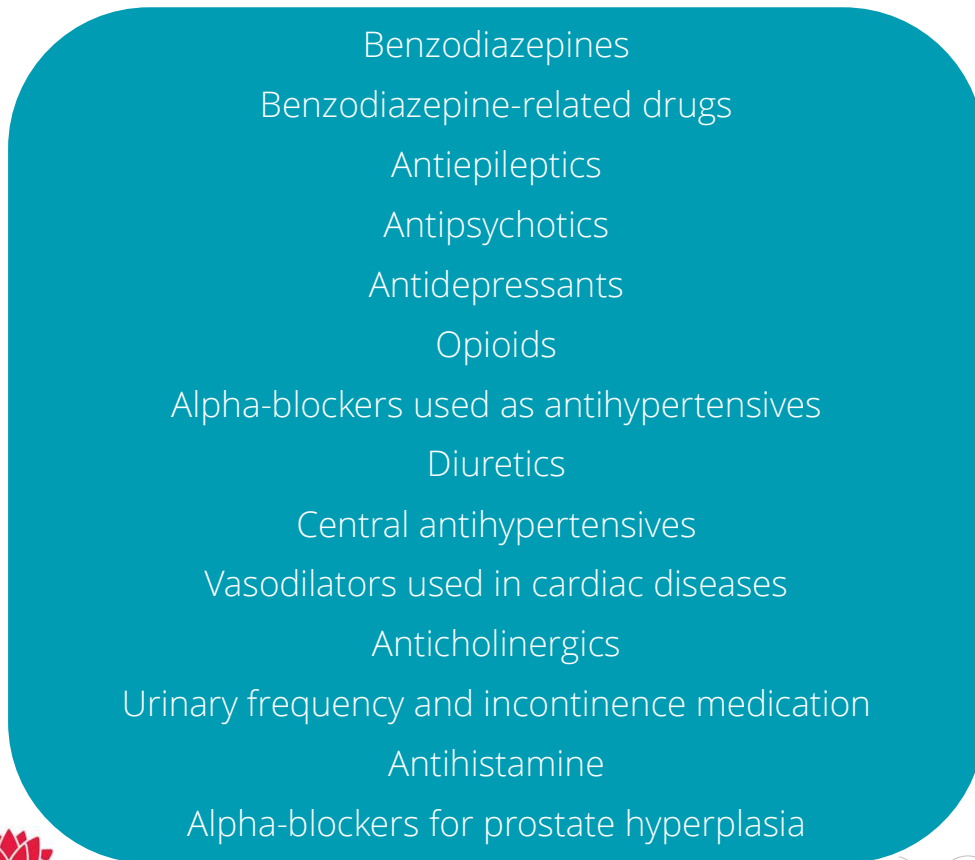 Benzodiazepines
Benzodiazepine-related drugs
Antiepileptics
Antipsychotics
Antidepressants
Opioids
Alpha-blockers used as antihypertensives
Diuretics
Central antihypertensives
Vasodilators used in cardiac diseases
Anticholinergics
Urinary frequency and incontinence medication
Antihistamine
Alpha-blockers for prostate hyperplasia